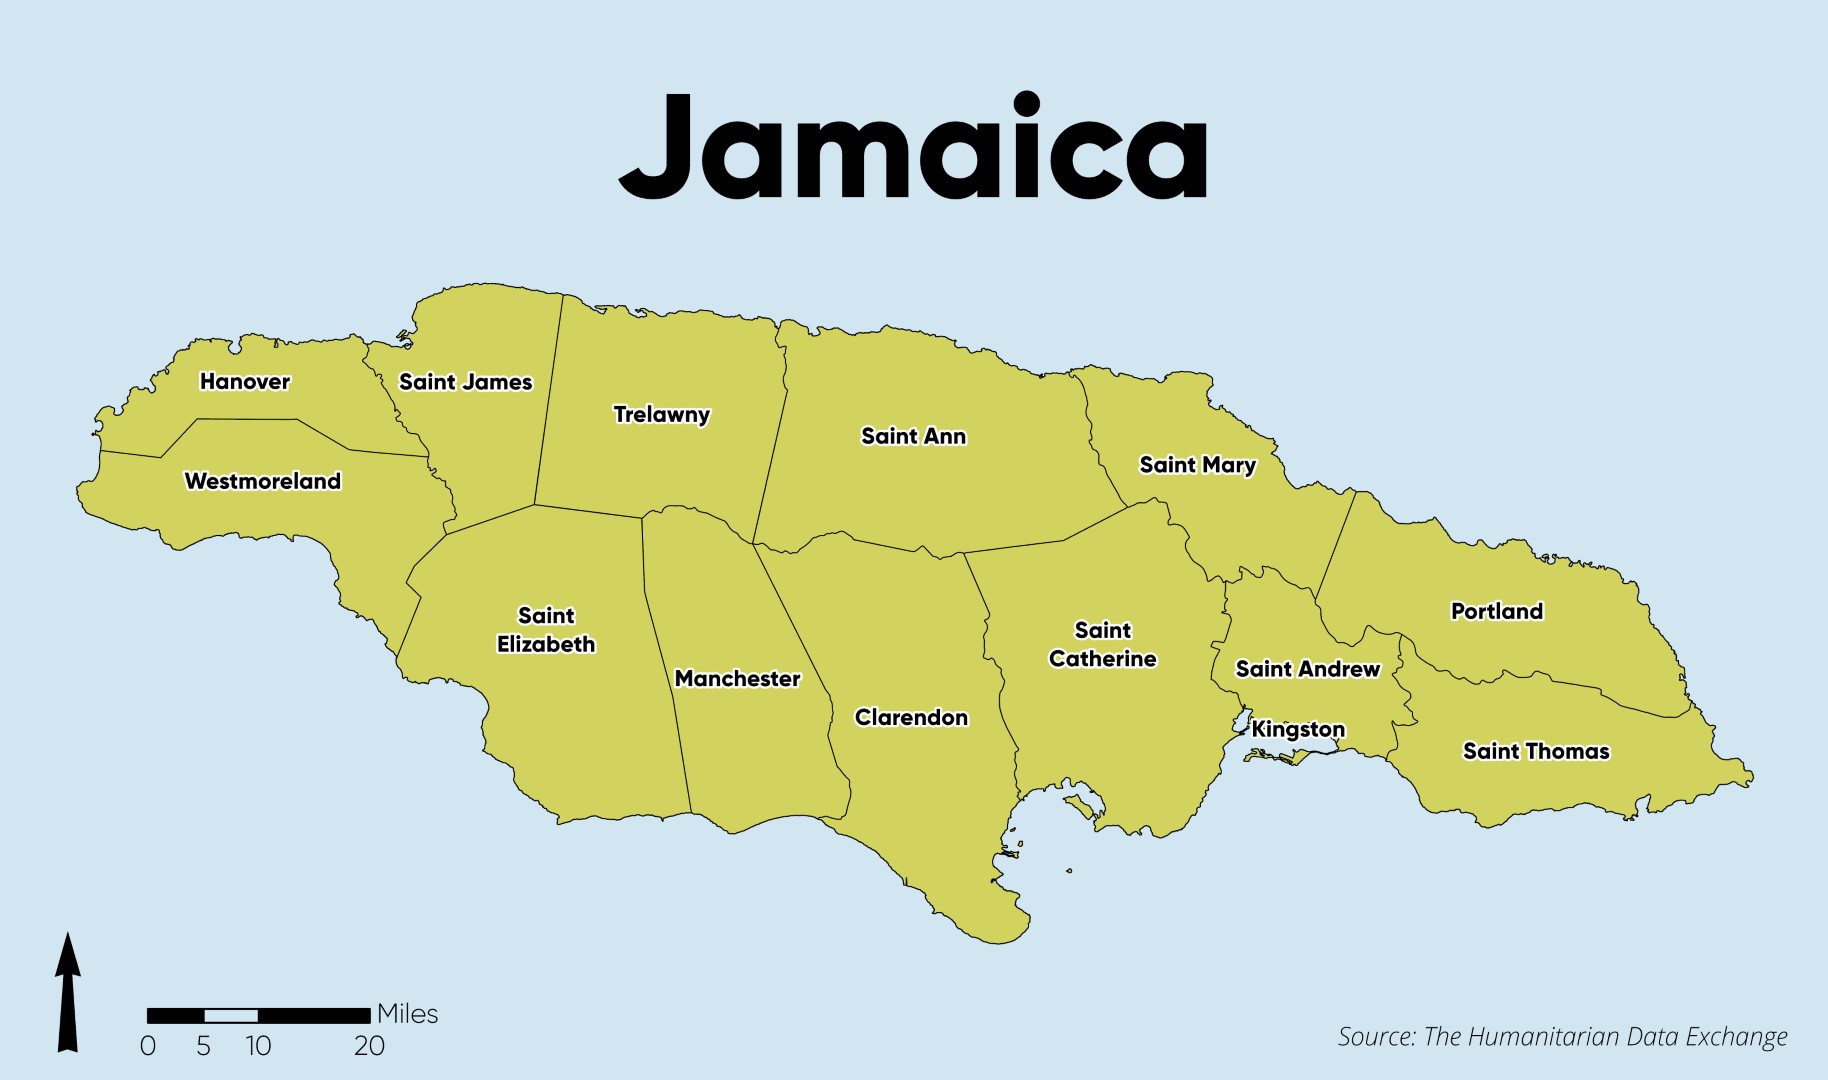 Jamaica
Hanover
Saint James
Trelawny
Saint Ann
Saint Mary
Westmoreland
Saint
Elizabeth
Manchester
Clarendon
Saint
Catherine
Saint Andrew
Kingston
Portland
Saint Thomas
Miles
0 5 10 20
Source: The Humanitarian Data Exchange